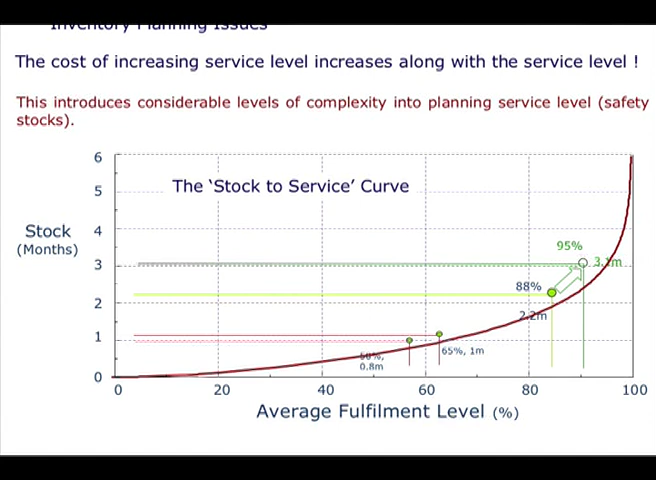 Inventory Planning Issues
The cost of increasing service level increases along with the service level !
This introduces considerable levels of complexity into planning service level (safety
stocks).
The ‘Stock to Service’ Curve
Stock
(Months)
6
5
4
3
2
1
0
95%
3.1m
88%
2.2m
65%, 1m
0.8m
0
20
40
60
80
100
Average Fulfilment Level (%)